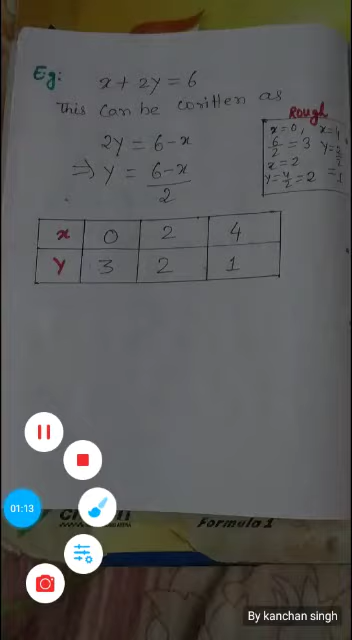 Eg:
x + 2y = 6
This can be written as
2y = 6-x
⇒ y = 6-x
2
Rough
x=0, x=4
6/2 = 3 y=2/2
x=2 =1
y=4/2=2
x 0 2 4
y 3 2 1
01:13
Formula 1
By kanchan singh